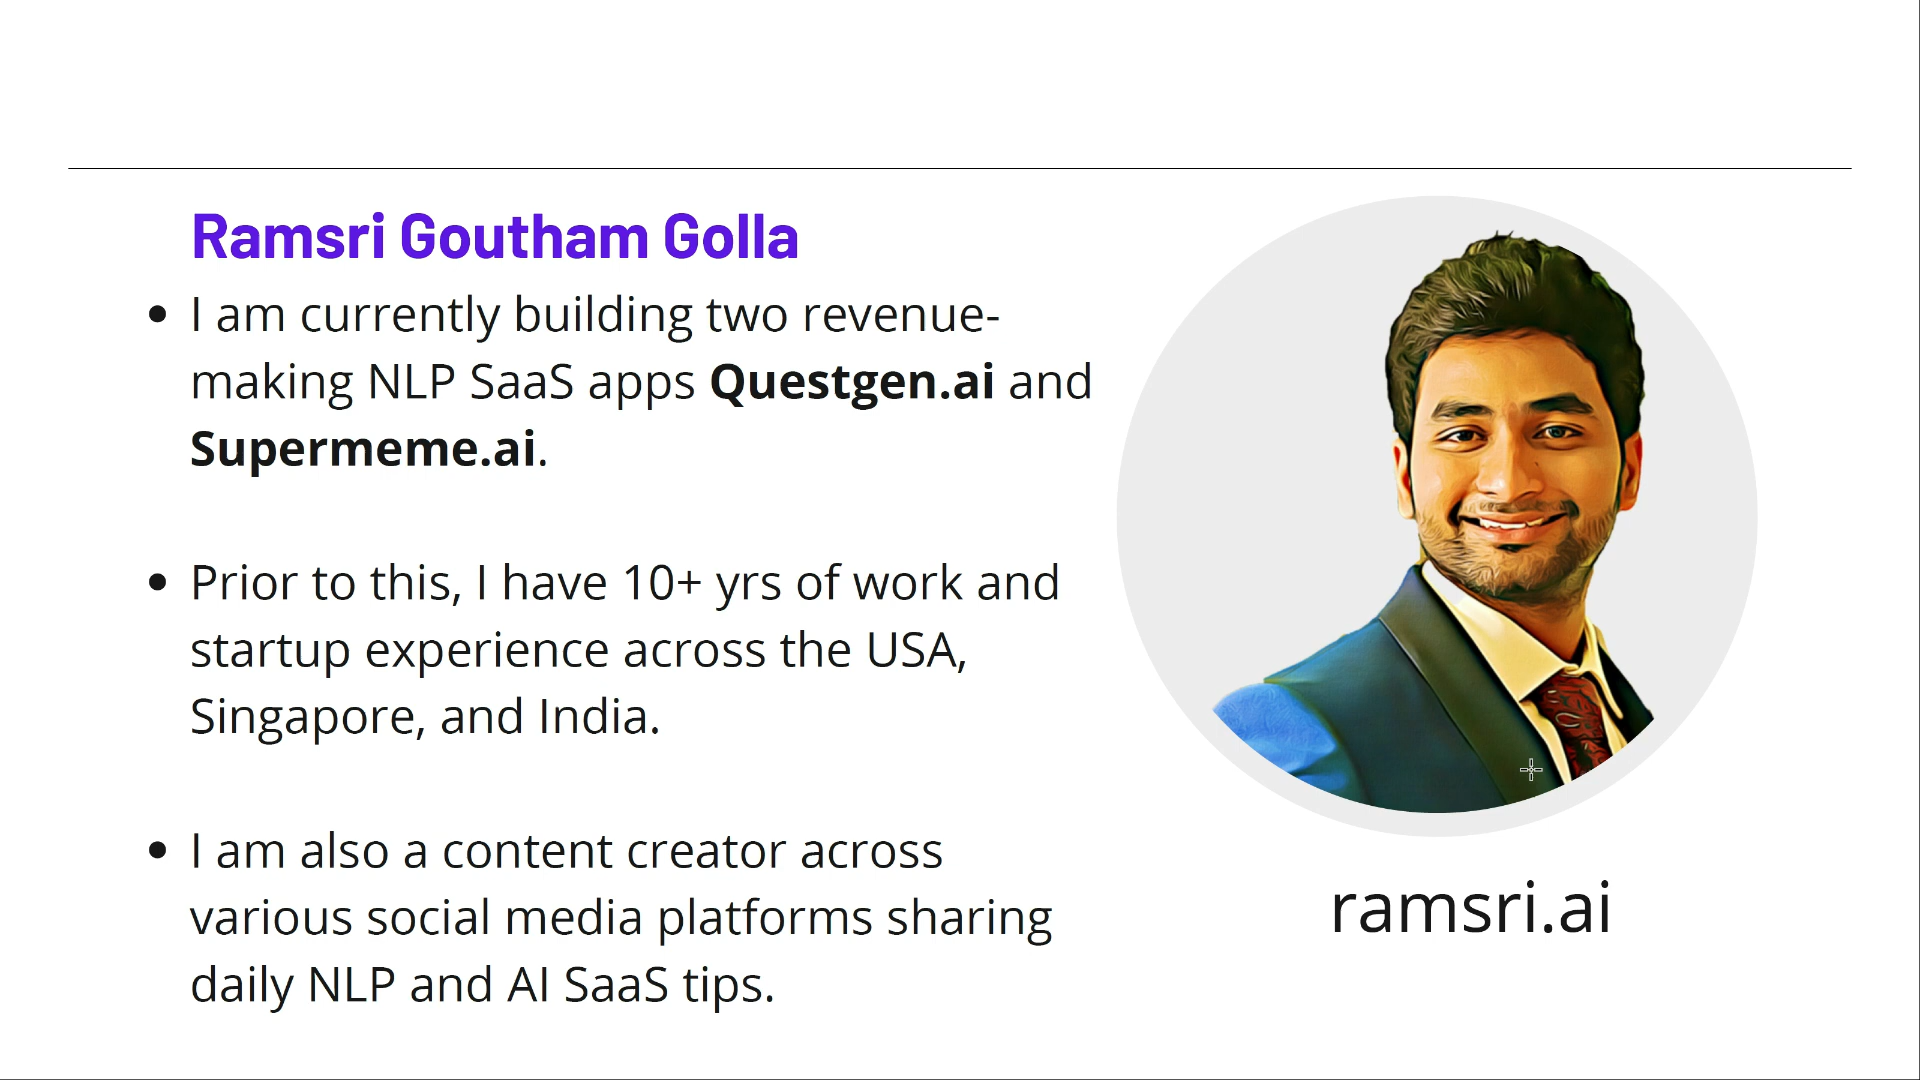 Ramsri Goutham Golla
• I am currently building two revenue-
making NLP SaaS apps Questgen.ai and
Supermeme.ai.
• Prior to this, I have 10+ yrs of work and
startup experience across the USA,
Singapore, and India.
• I am also a content creator across
various social media platforms sharing
daily NLP and AI SaaS tips.
ramsri.ai